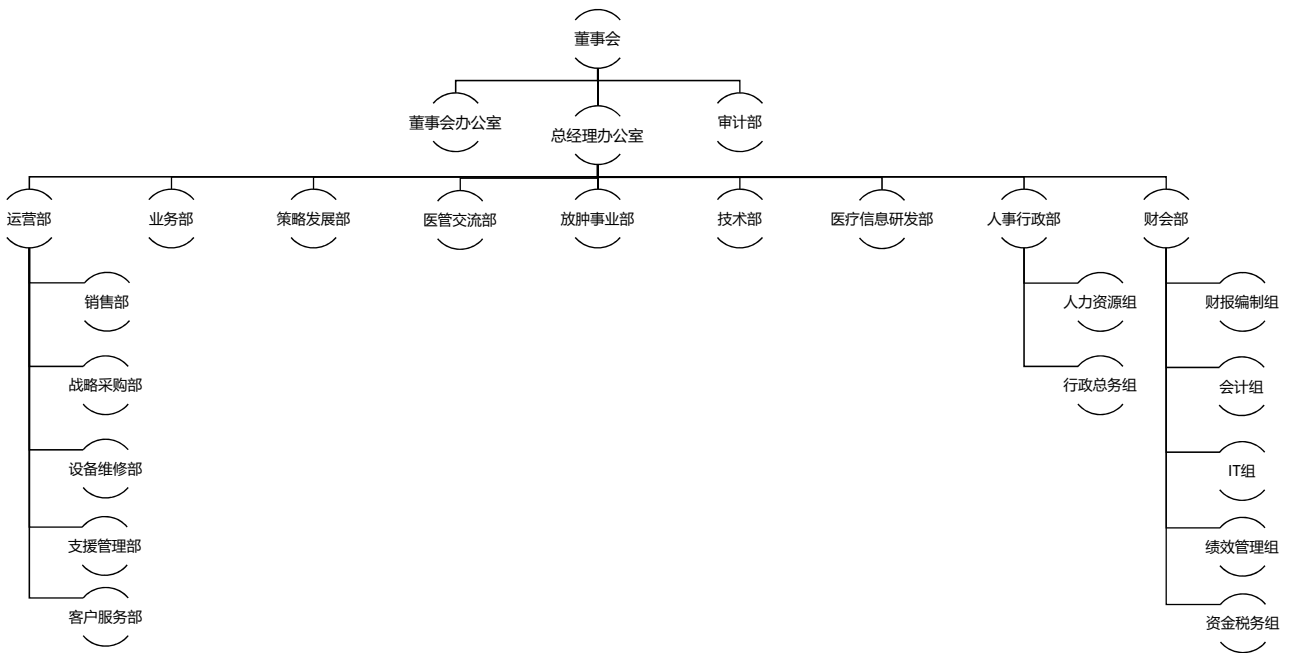 董事会
董事会办公室
总经理办公室
审计部
运营部
业务部
策略发展部
医管交流部
放肿事业部
技术部
医疗信息研发部
人事行政部
财会部
销售部
战略采购部
设备维修部
支援管理部
客户服务部
人力资源组
行政总务组
财报编制组
会计组
IT组
绩效管理组
资金税务组